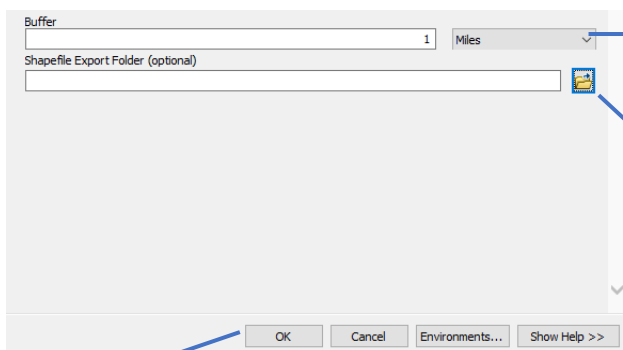 Buffer
1 Miles
Shapefile Export Folder (optional)
OK Cancel Environments... Show Help >>